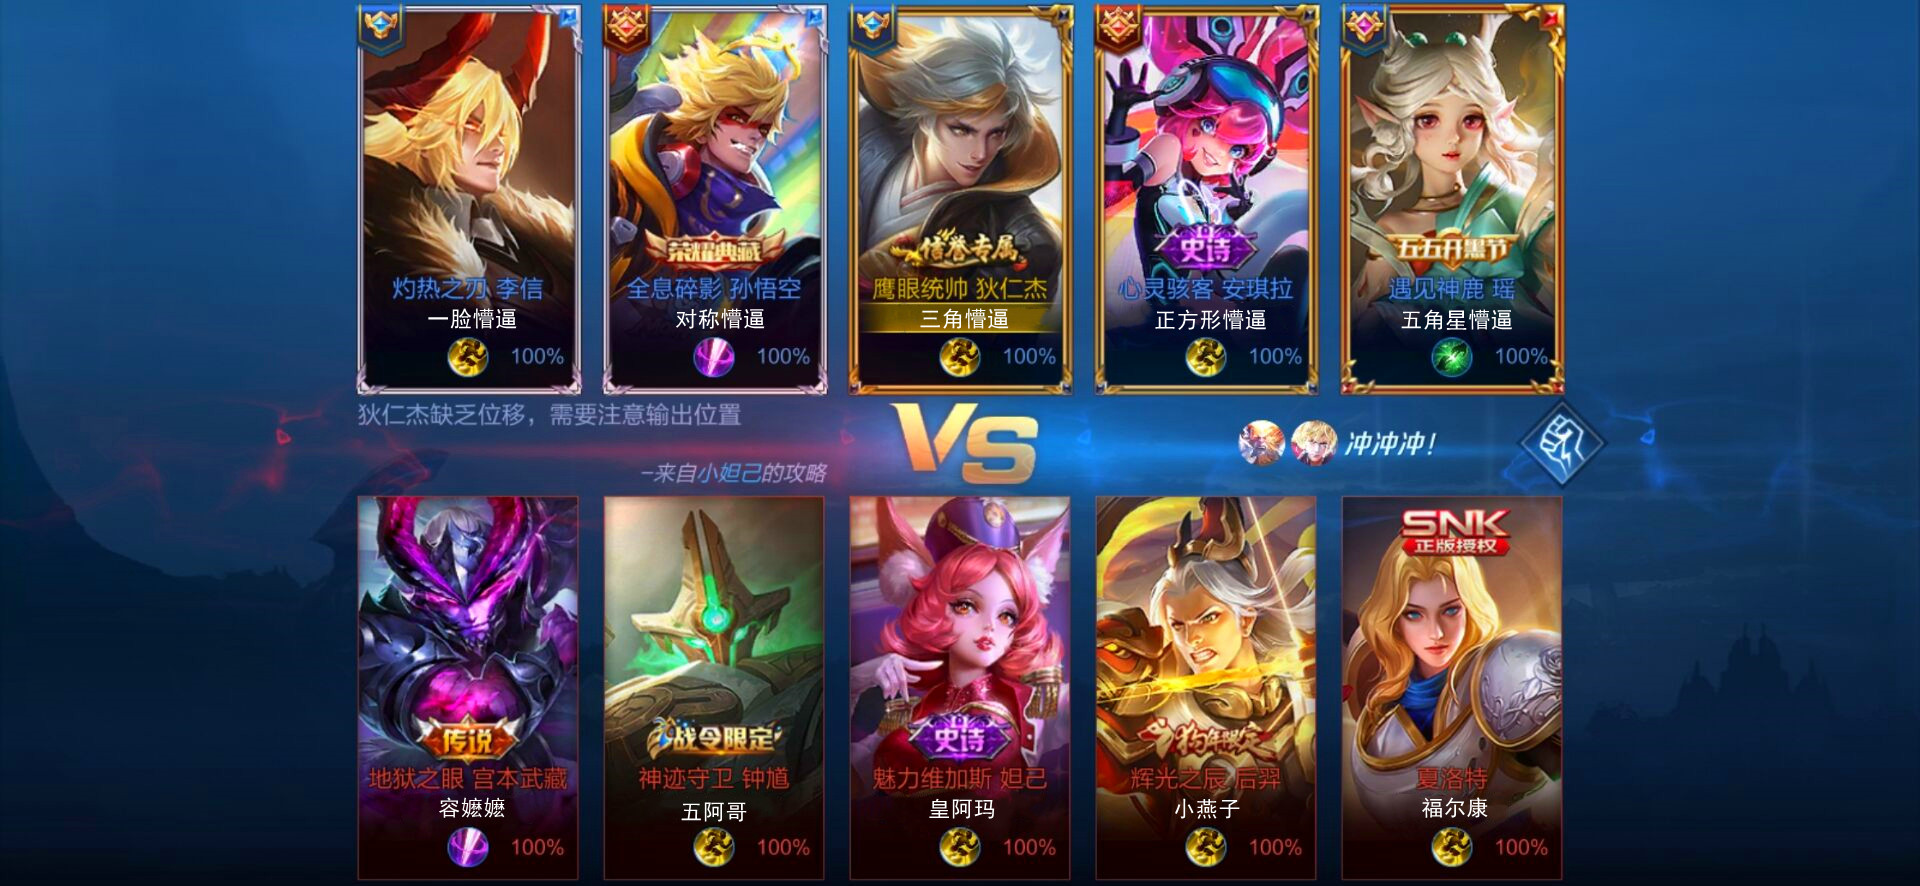 荣耀典藏
信誉专属
史诗
五五开黑节
灼热之刃 李信
全息碎影 孙悟空
鹰眼统帅 狄仁杰
心灵骇客 安琪拉
遇见神鹿 瑶
一脸懵逼
对称懵逼
三角懵逼
正方形懵逼
五角星懵逼
100%
100%
100%
100%
100%
狄仁杰缺乏位移，需要注意输出位置
-来自小妲己的攻略
VS
冲冲冲！
SNK
正版授权
传说
战令限定
史诗
狗年限定
地狱之眼 宫本武藏
神迹守卫 钟馗
魅力维加斯 妲己
辉光之辰 后羿
夏洛特
容嬷嬷
五阿哥
皇阿玛
小燕子
福尔康
100%
100%
100%
100%
100%